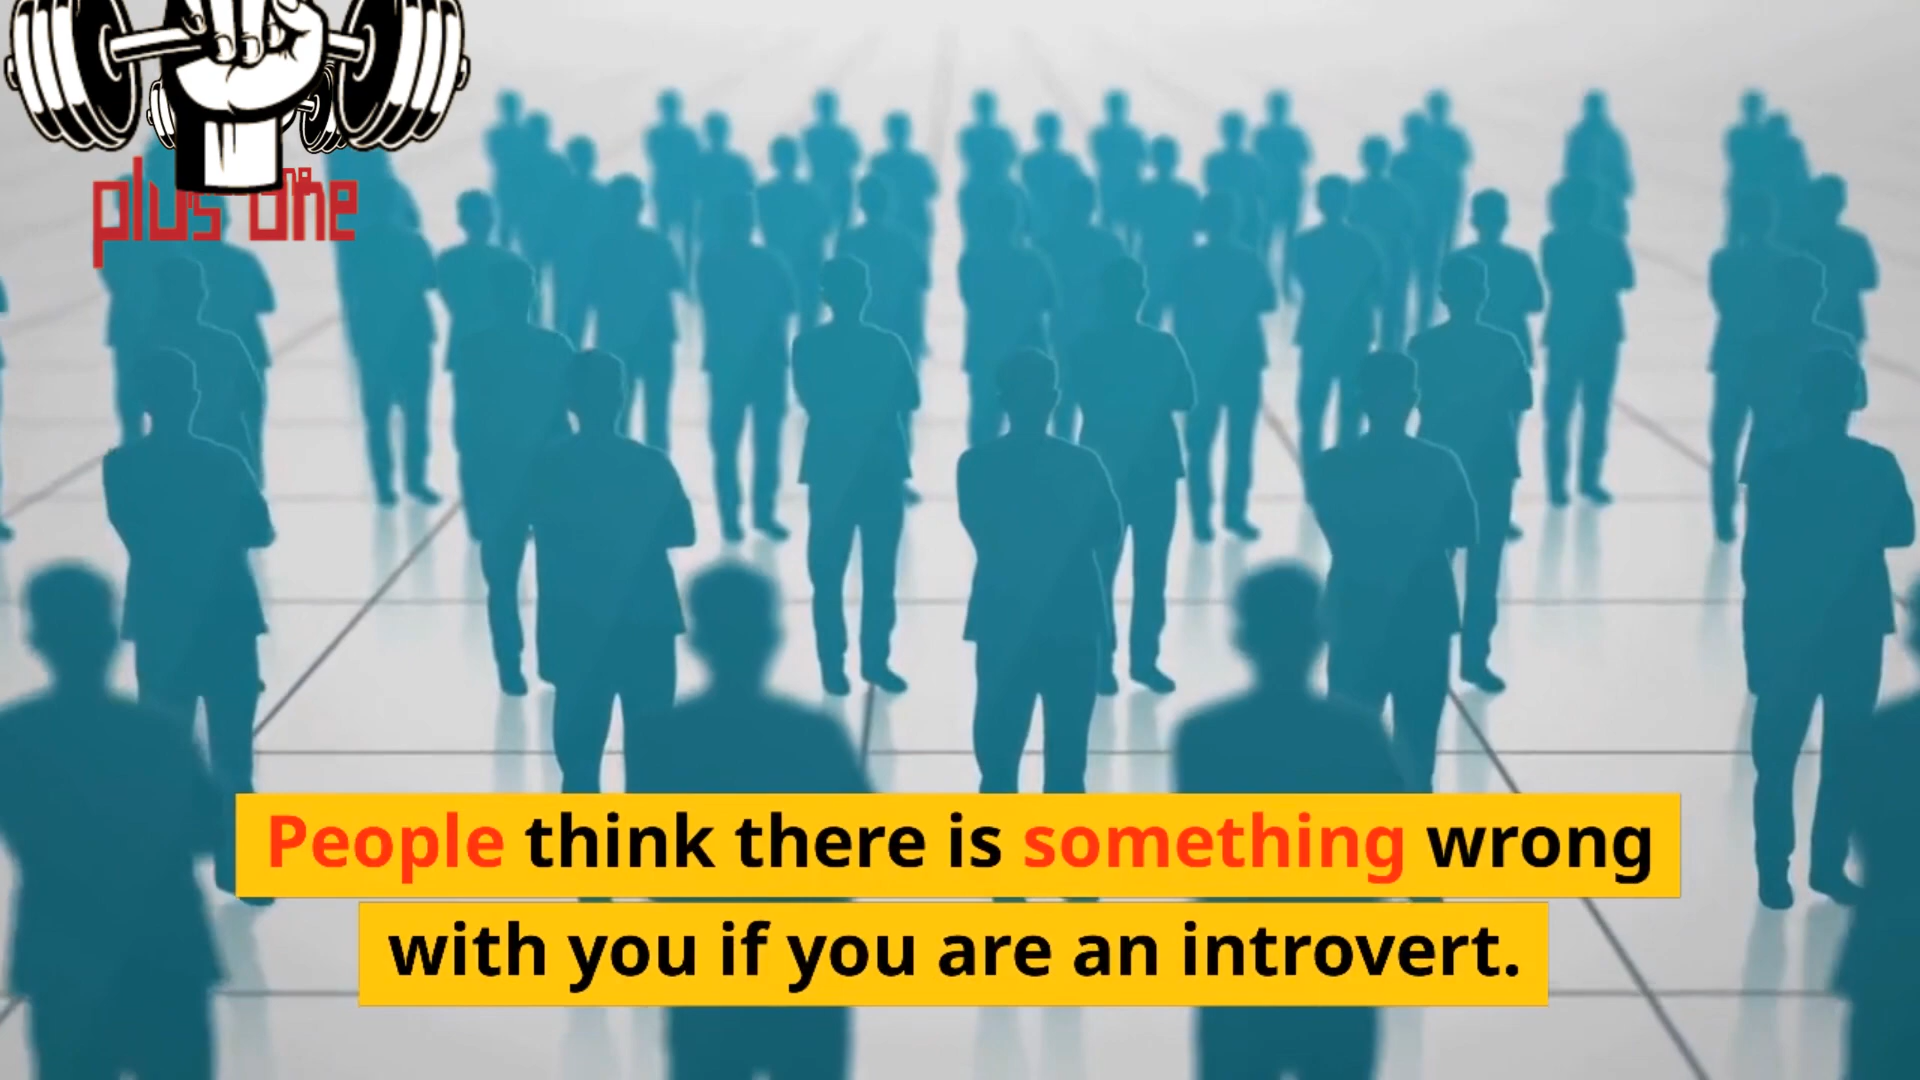 plus one
People think there is something wrong
with you if you are an introvert.